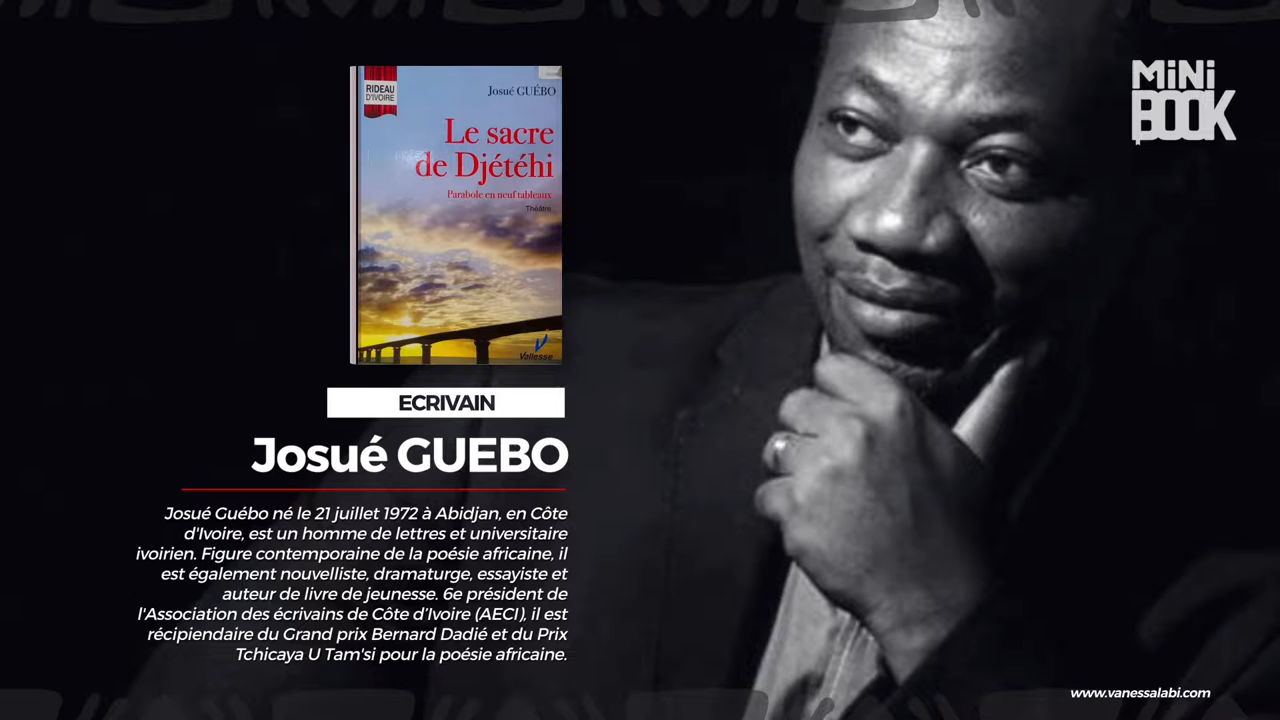 RIDEAU
D'IVOIRE
Josué GUÉBO
Le sacre
de Djétéhi
Parabole en neuf tableaux
Théâtre
Vallesse
MiNi
BOOK
ECRIVAIN
Josué GUEBO
Josué Guébo né le 21 juillet 1972 à Abidjan, en Côte
d'Ivoire, est un homme de lettres et universitaire
ivoirien. Figure contemporaine de la poésie africaine, il
est également nouvelliste, dramaturge, essayiste et
auteur de livre de jeunesse. 6e président de
l'Association des écrivains de Côte d’Ivoire (AECI), il est
récipiendaire du Grand prix Bernard Dadié et du Prix
Tchicaya U Tam'si pour la poésie africaine.
www.vanessalabi.com